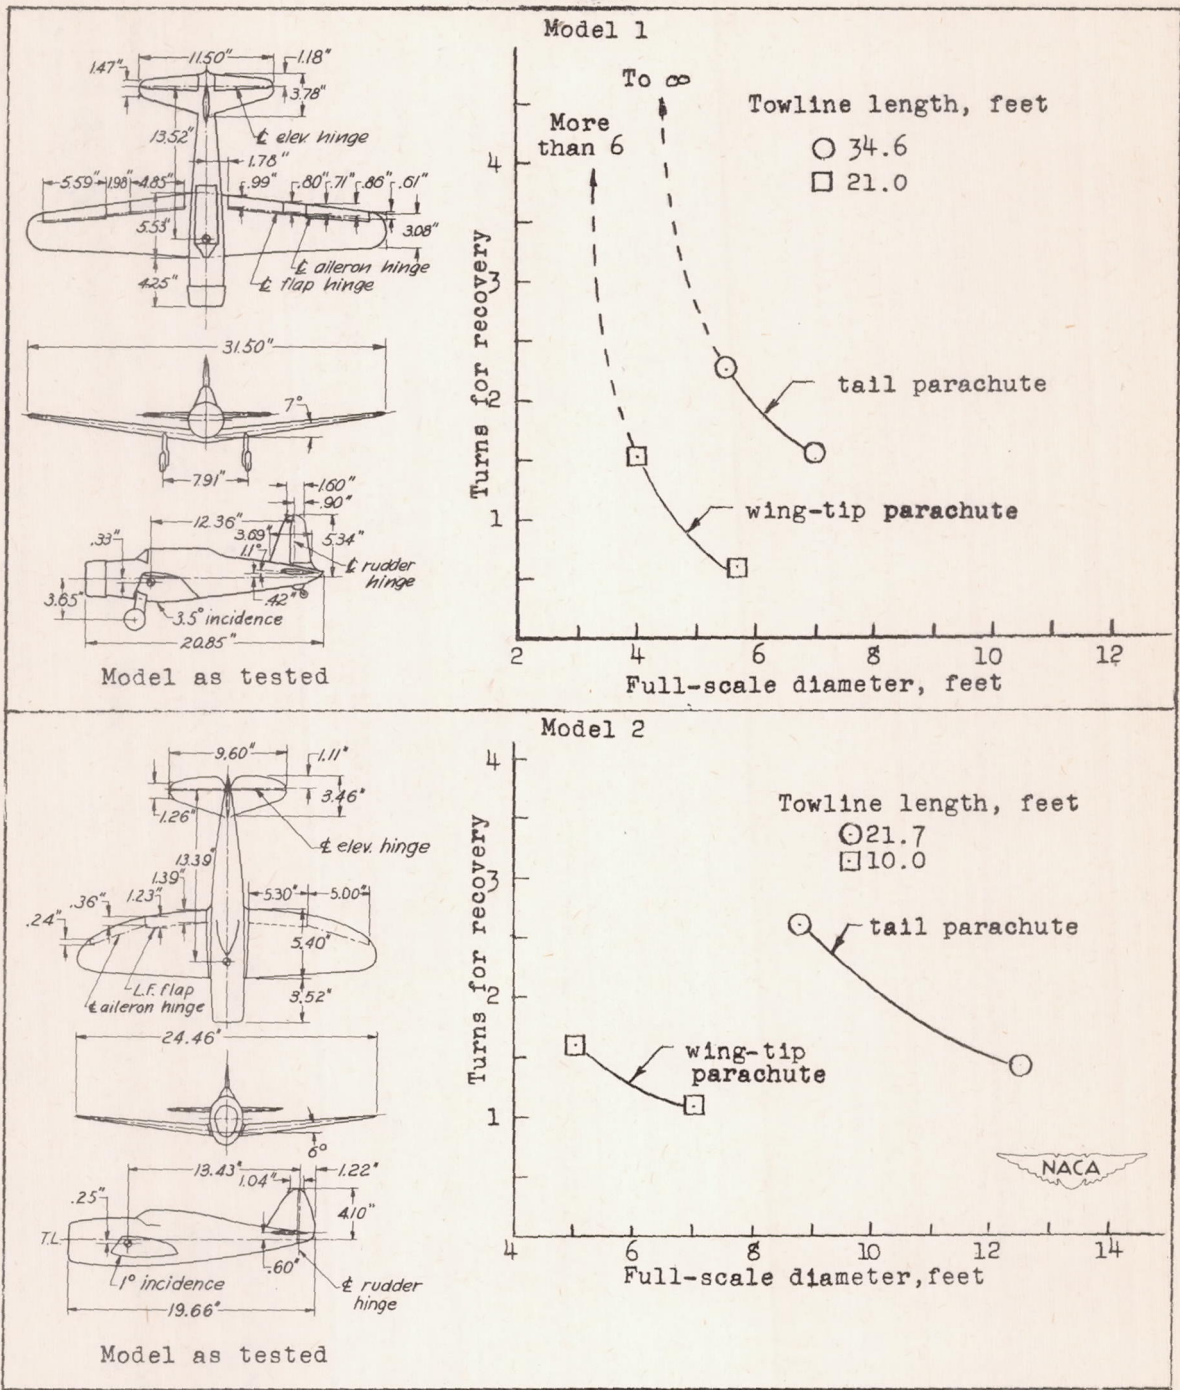 Model 1
11.50"
1.47"
1.18"
3.78"
13.52"
℄ elev. hinge
1.78"
5.59" 1.98" 4.85"
.99" .80" .71" .86" .61"
5.53"
3.08"
℄ aileron hinge
℄ flap hinge
4.25"
31.50"
7°
7.91"
1.60"
.90"
12.36"
3.69"
5.34"
.33"
1.1°
℄ rudder
hinge
.42"
3.65"
3.5° incidence
20.85"
Model as tested
To ∞
More
than 6
Towline length, feet
34.6
21.0
4
3
2
1
Turns for recovery
tail parachute
wing-tip parachute
2 4 6 8 10 12
Full-scale diameter, feet
Model 2
9.60"
1.11"
3.46"
1.26"
℄ elev. hinge
13.39"
1.39"
1.23"
.36"
.24"
5.30" 5.00"
5.40"
L.F. flap
℄ aileron hinge
3.52"
24.46"
6°
13.43"
1.22"
1.04"
.25"
4.10"
T.L.
.60"
1° incidence
℄ rudder
hinge
19.66"
Model as tested
Towline length, feet
21.7
10.0
4
3
2
1
Turns for recovery
tail parachute
wing-tip
parachute
NACA
4 6 8 10 12 14
Full-scale diameter, feet